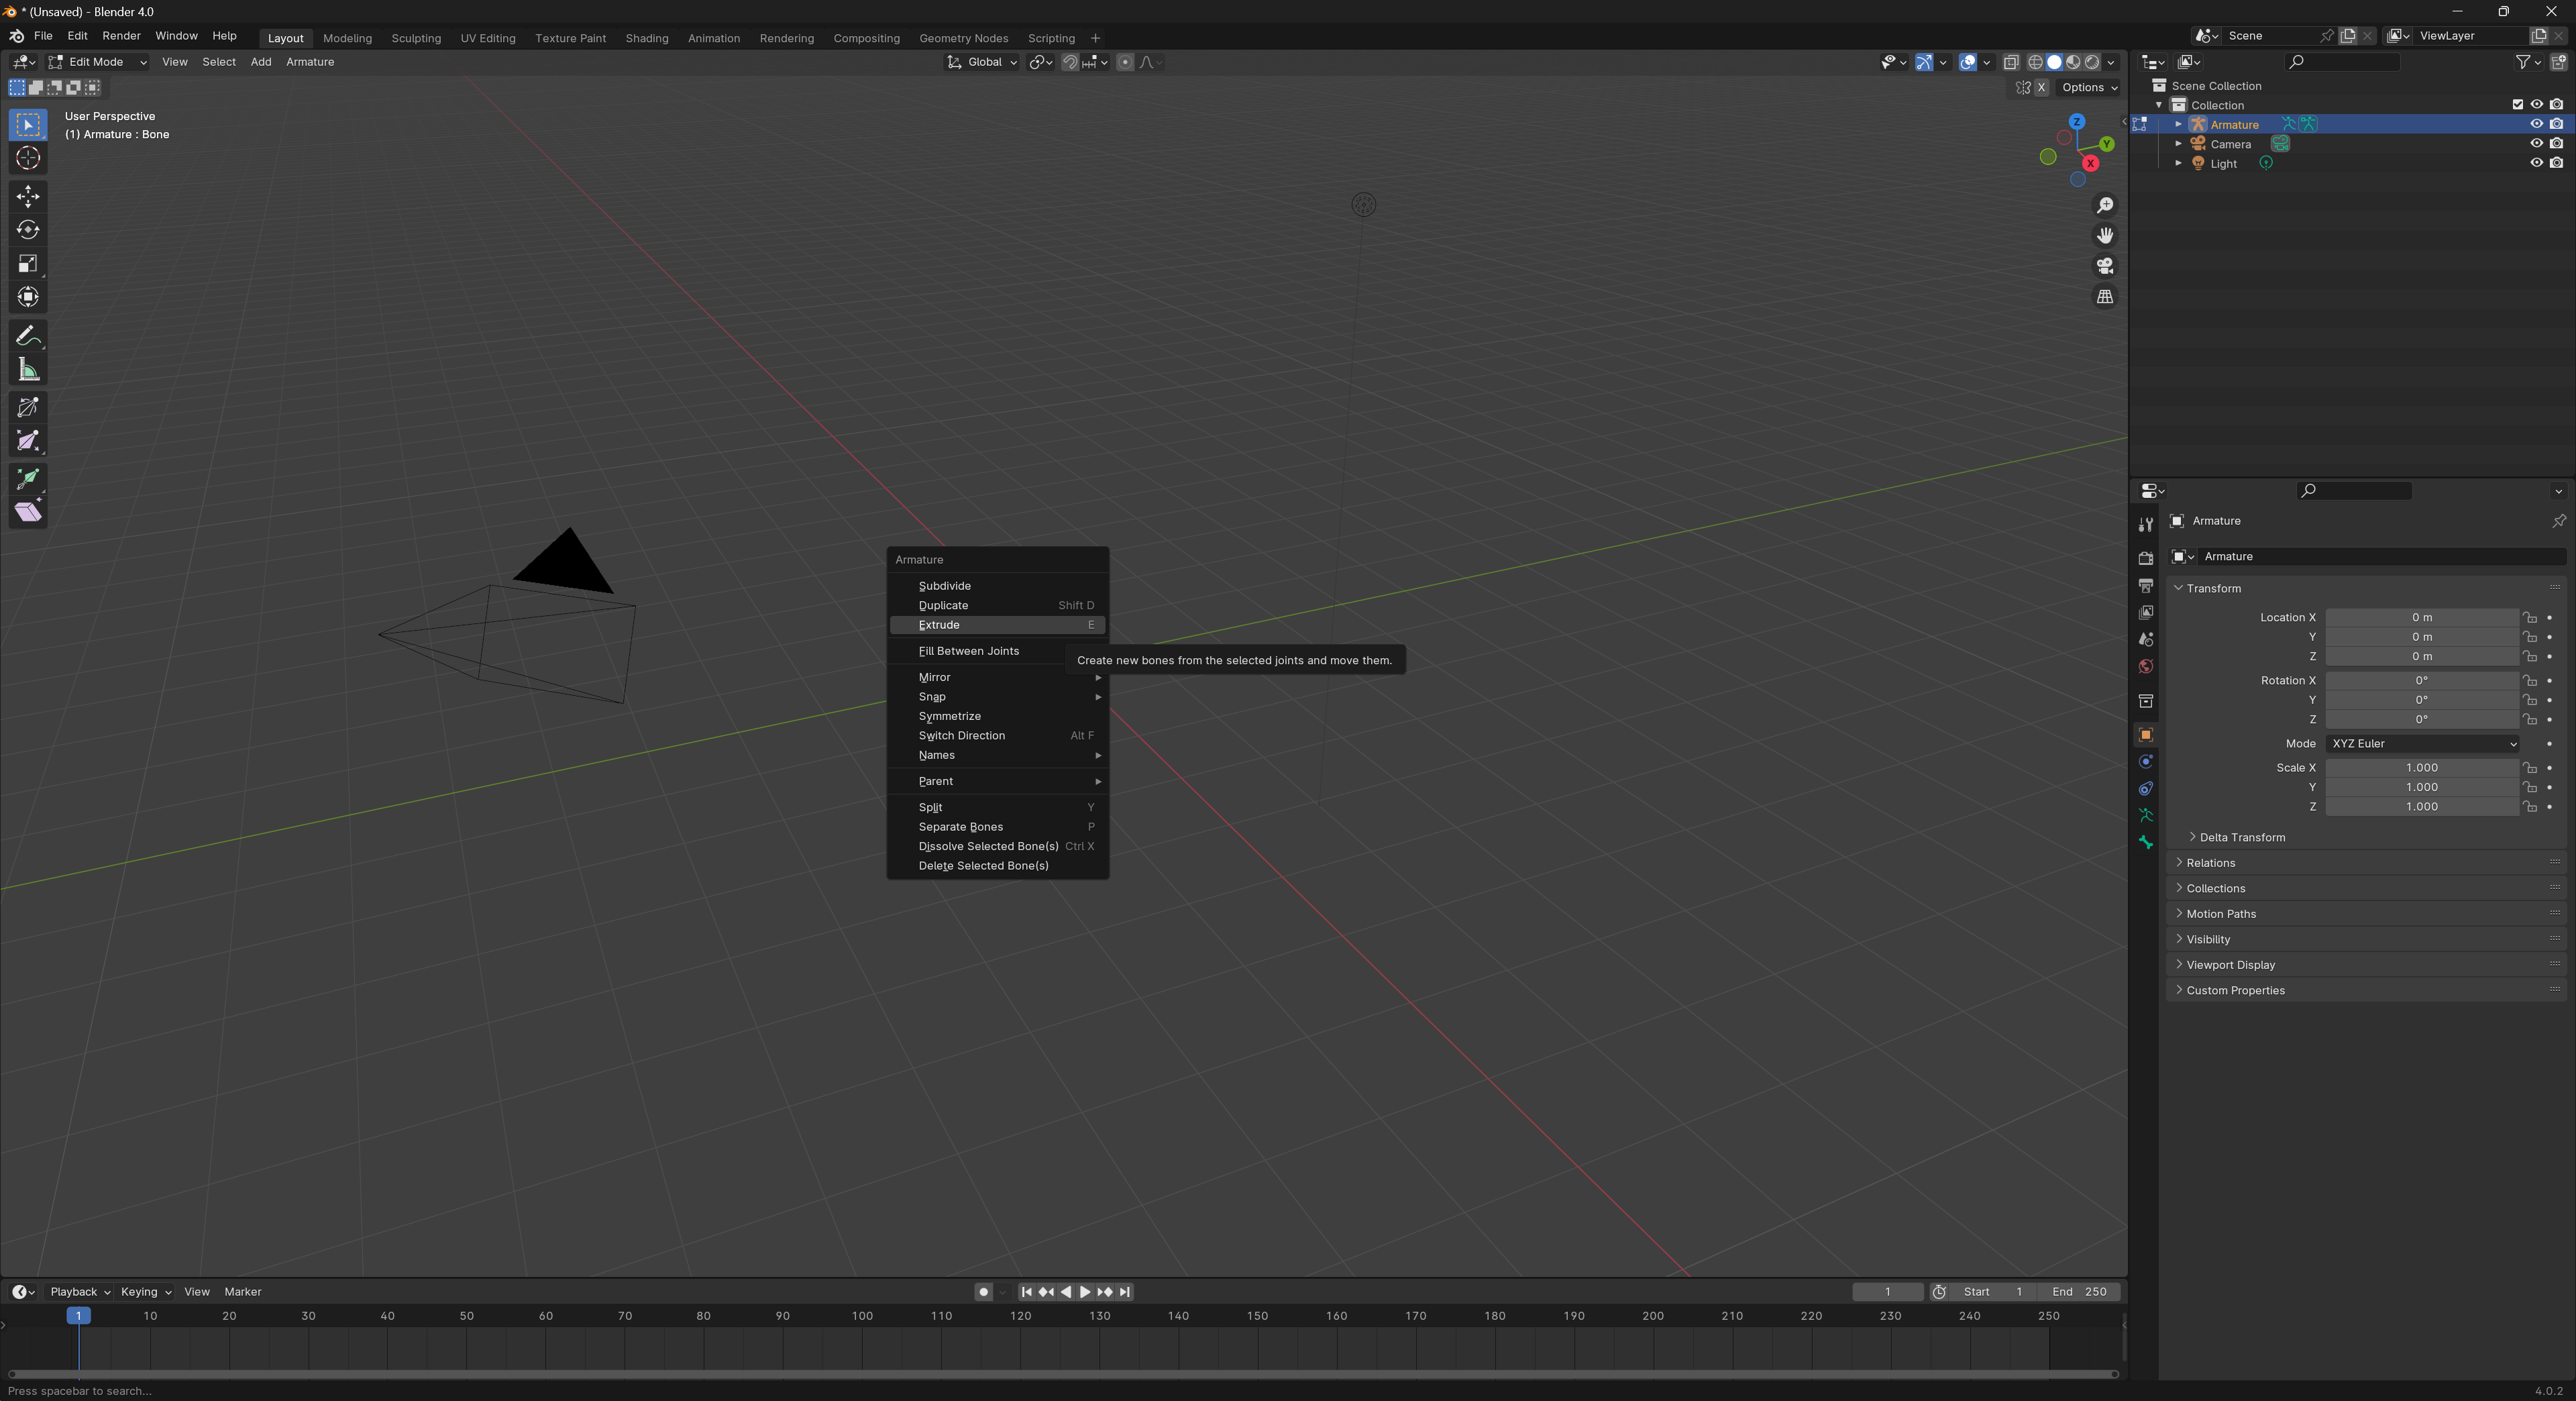 * (Unsaved) - Blender 4.0
File Edit Render Window Help Layout Modeling Sculpting UV Editing Texture Paint Shading Animation Rendering Compositing Geometry Nodes Scripting + Scene ViewLayer
Edit Mode View Select Add Armature Global
X Options
User Perspective
(1) Armature : Bone
Z
Y
X
Armature
Subdivide
Duplicate Shift D
Extrude E
Fill Between Joints
Create new bones from the selected joints and move them.
Mirror
Snap
Symmetrize
Switch Direction Alt F
Names
Parent
Split Y
Separate Bones P
Dissolve Selected Bone(s) Ctrl X
Delete Selected Bone(s)
Scene Collection
Collection
Armature
Camera
Light
Armature
Armature
Transform
Location X 0 m
Y 0 m
Z 0 m
Rotation X 0°
Y 0°
Z 0°
Mode XYZ Euler
Scale X 1.000
Y 1.000
Z 1.000
Delta Transform
Relations
Collections
Motion Paths
Visibility
Viewport Display
Custom Properties
Playback Keying View Marker 1 Start 1 End 250
1 10 20 30 40 50 60 70 80 90 100 110 120 130 140 150 160 170 180 190 200 210 220 230 240 250
Press spacebar to search... 4.0.2